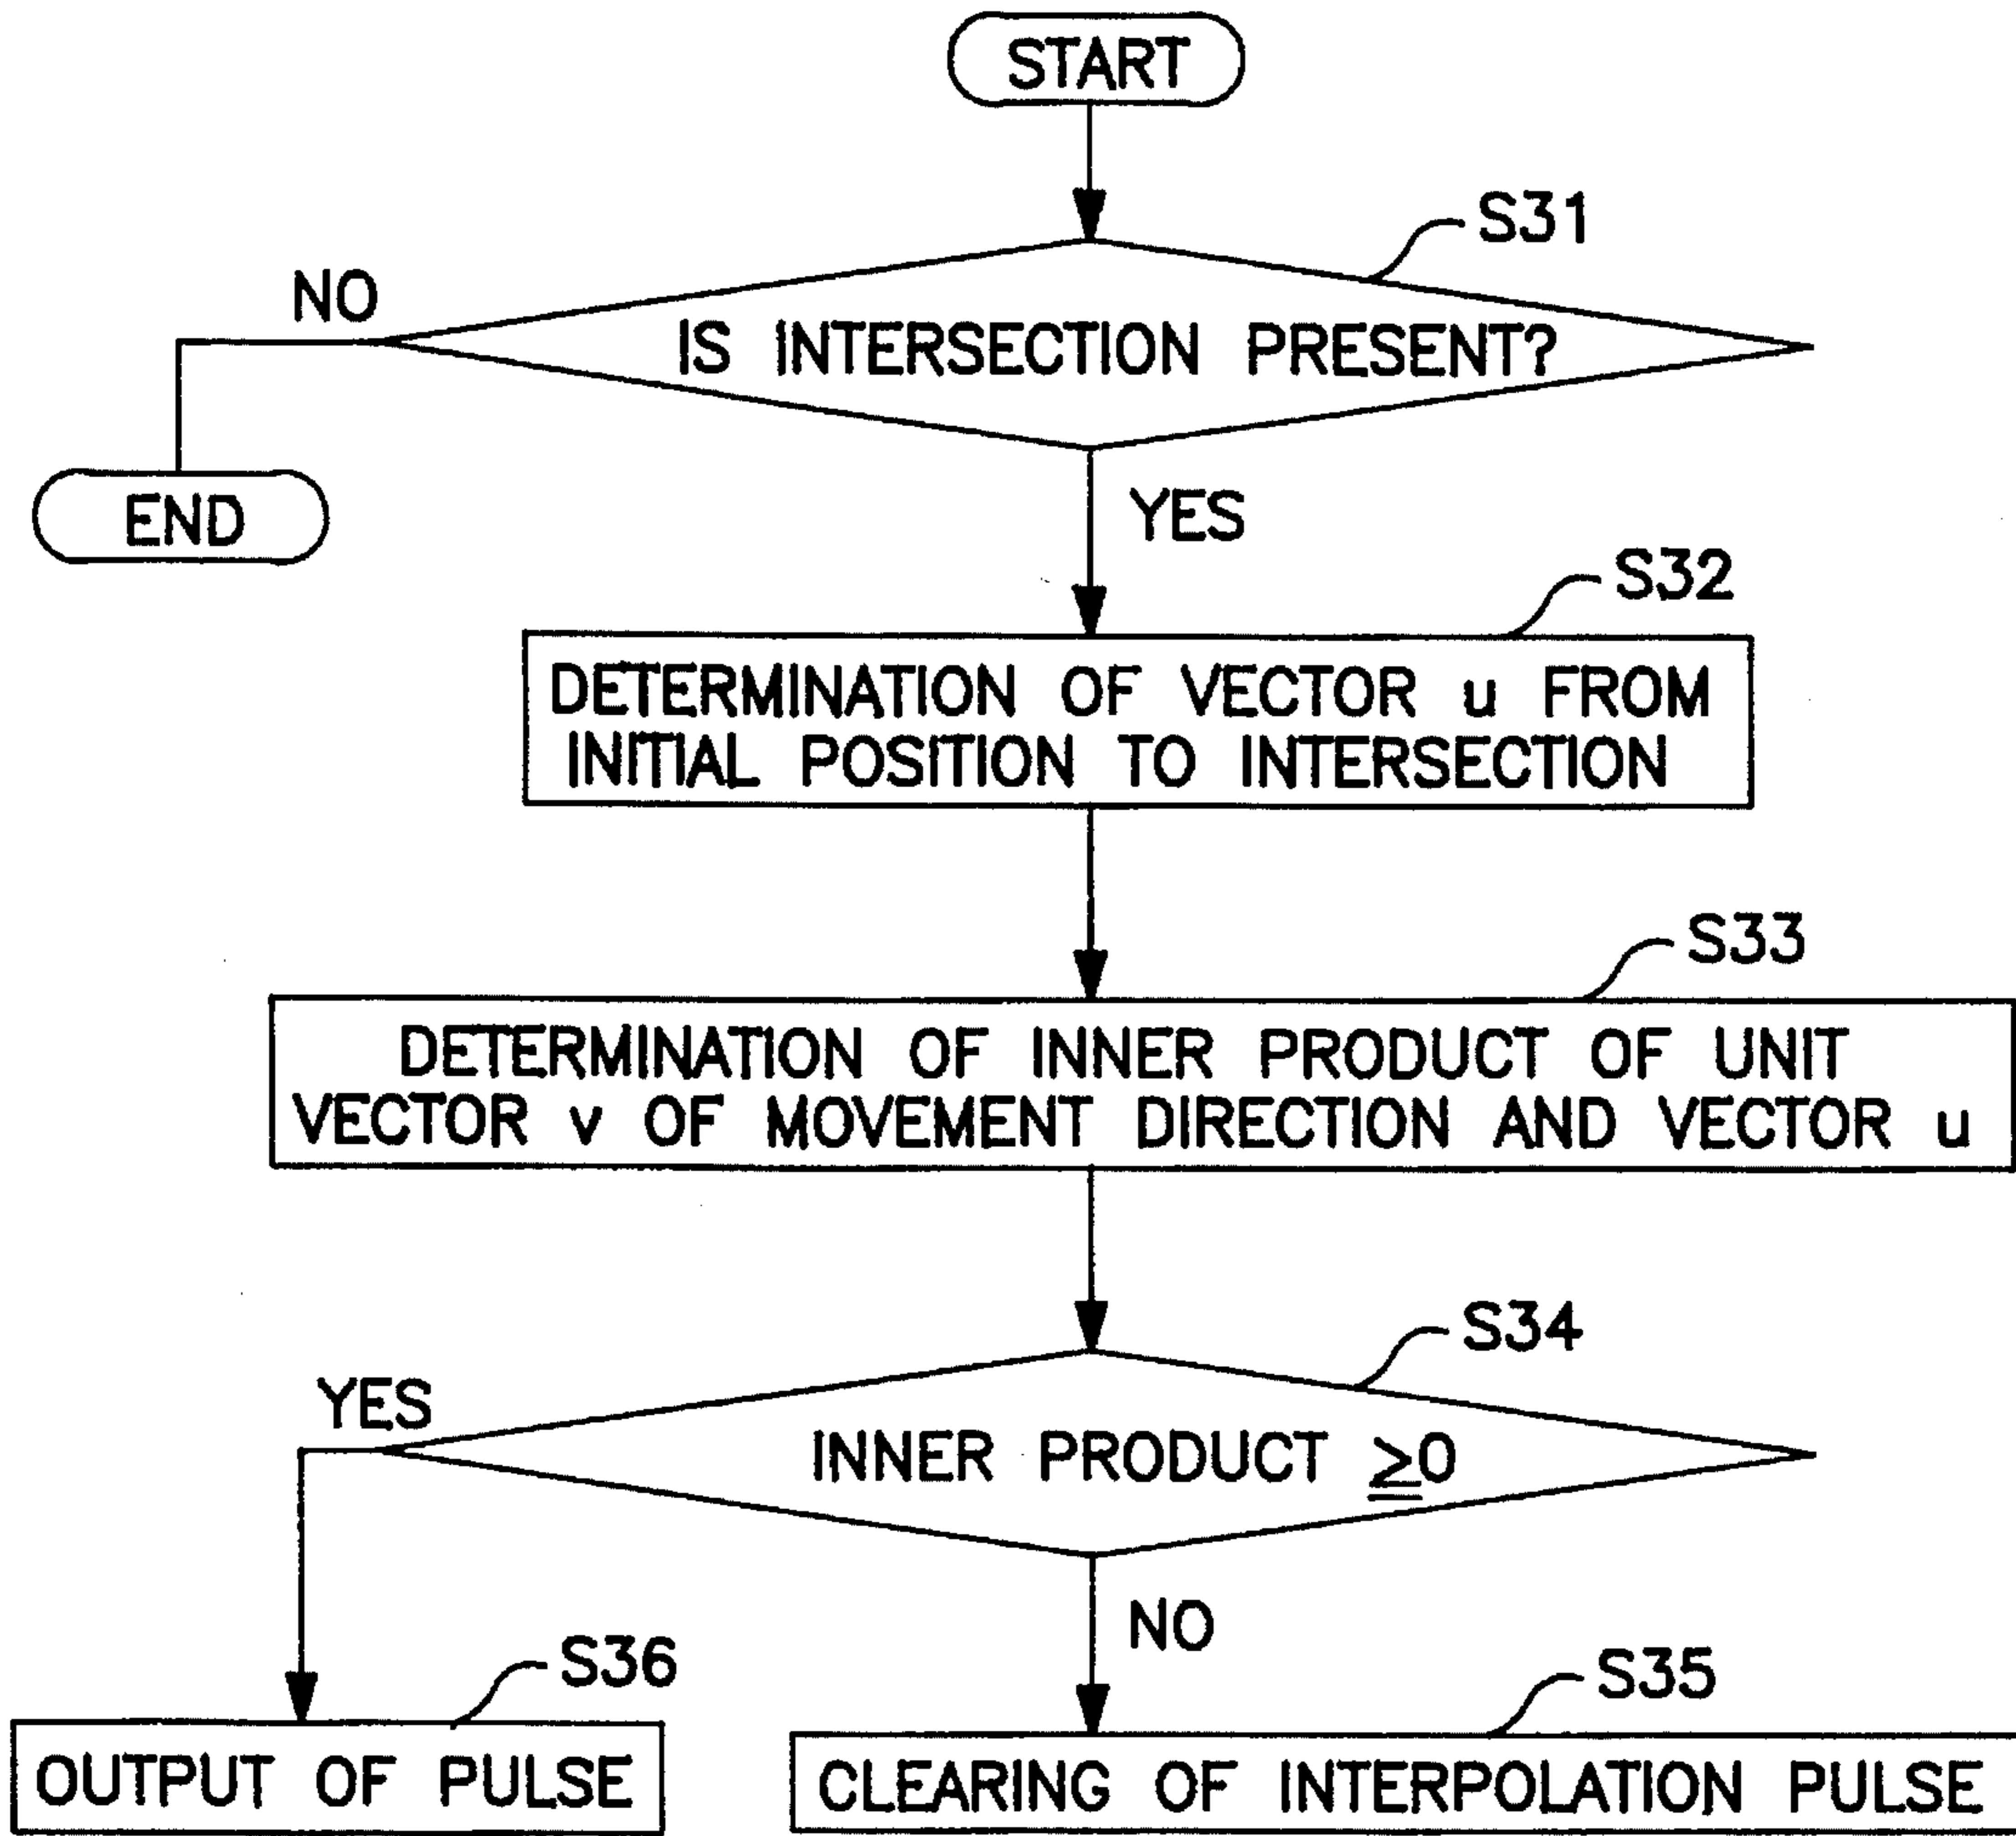 START
S31
NO
IS INTERSECTION PRESENT?
END
YES
S32
DETERMINATION OF VECTOR u FROM
INITIAL POSITION TO INTERSECTION
S33
DETERMINATION OF INNER PRODUCT OF UNIT
VECTOR v OF MOVEMENT DIRECTION AND VECTOR u
S34
YES
INNER PRODUCT ≧0
NO
S36
S35
OUTPUT OF PULSE
CLEARING OF INTERPOLATION PULSE